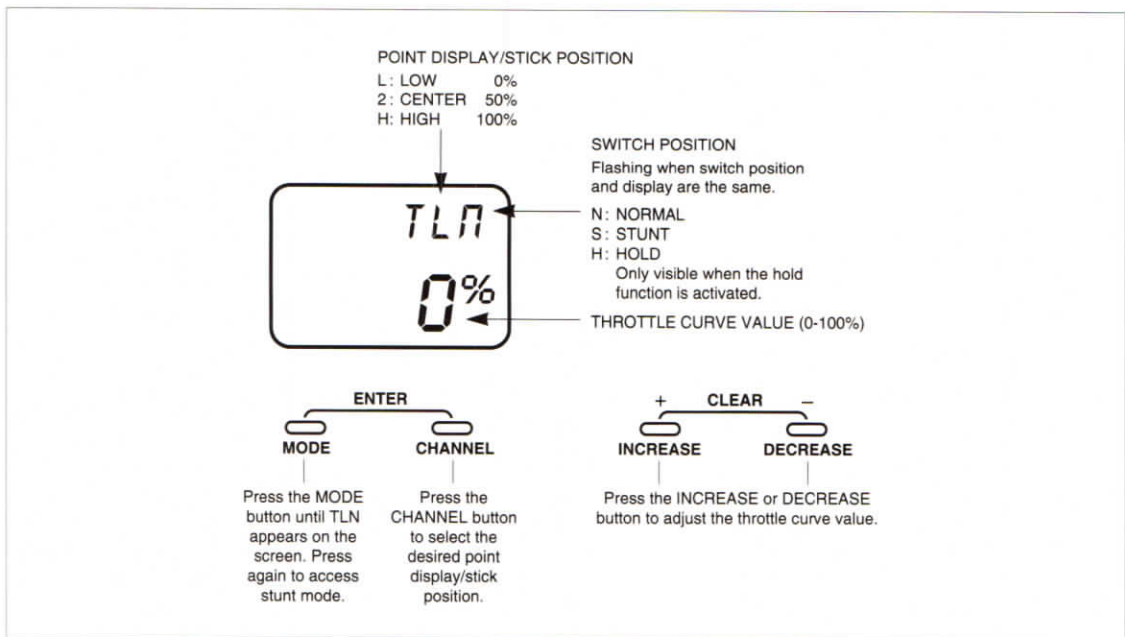 POINT DISPLAY/STICK POSITION
L: LOW 0%
2: CENTER 50%
H: HIGH 100%
SWITCH POSITION
Flashing when switch position
and display are the same.
N: NORMAL
S: STUNT
H: HOLD
Only visible when the hold
function is activated.
THROTTLE CURVE VALUE (0-100%)
TLN
0%
ENTER
MODE
CHANNEL
Press the MODE
button until TLN
appears on the
screen. Press
again to access
stunt mode.
Press the
CHANNEL button
to select the
desired point
display/stick
position.
+ CLEAR –
INCREASE
DECREASE
Press the INCREASE or DECREASE
button to adjust the throttle curve value.